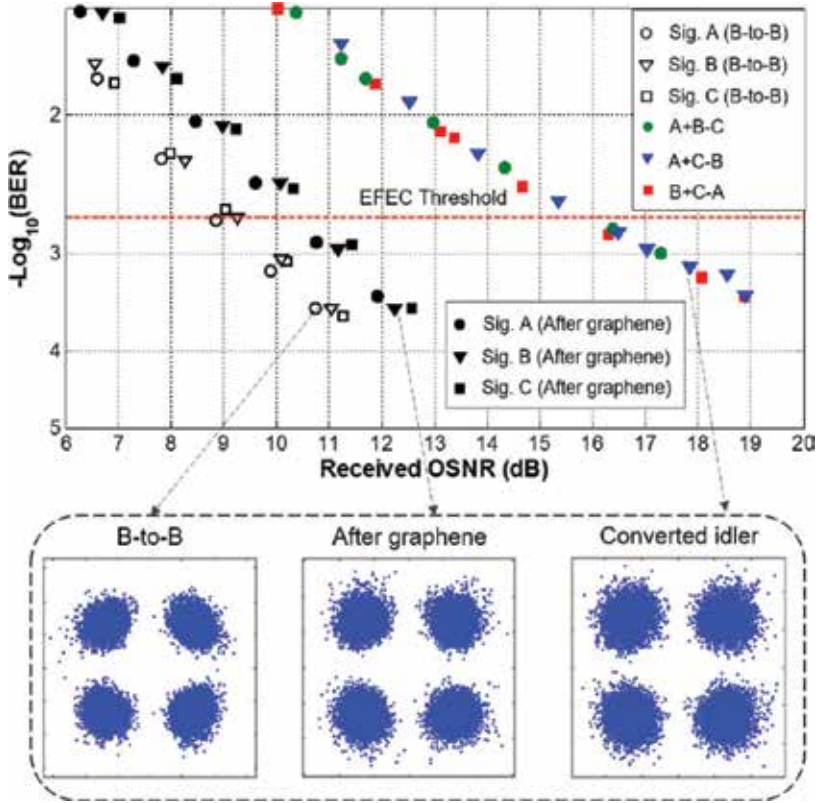 Sig. A (B-to-B)
Sig. B (B-to-B)
Sig. C (B-to-B)
A+B-C
A+C-B
B+C-A
2
3
4
5
-Log10(BER)
EFEC Threshold
Sig. A (After graphene)
Sig. B (After graphene)
Sig. C (After graphene)
6 7 8 9 10 11 12 13 14 15 16 17 18 19 20
Received OSNR (dB)
B-to-B
After graphene
Converted idler